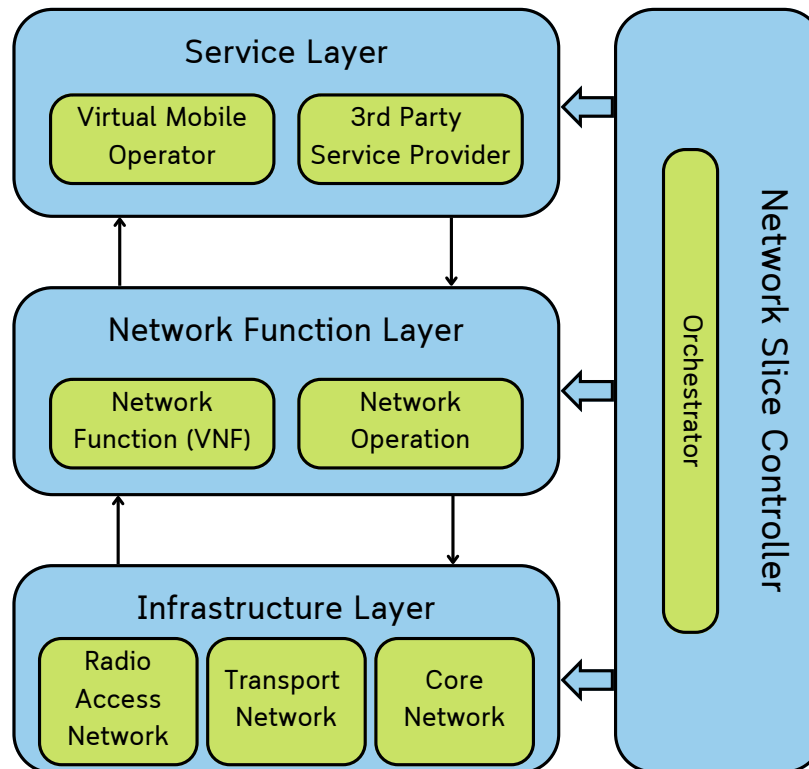 Service Layer
Virtual Mobile
Operator
3rd Party
Service Provider
Network Function Layer
Network
Function (VNF)
Network
Operation
Infrastructure Layer
Radio
Access
Network
Transport
Network
Core
Network
Orchestrator
Network Slice Controller